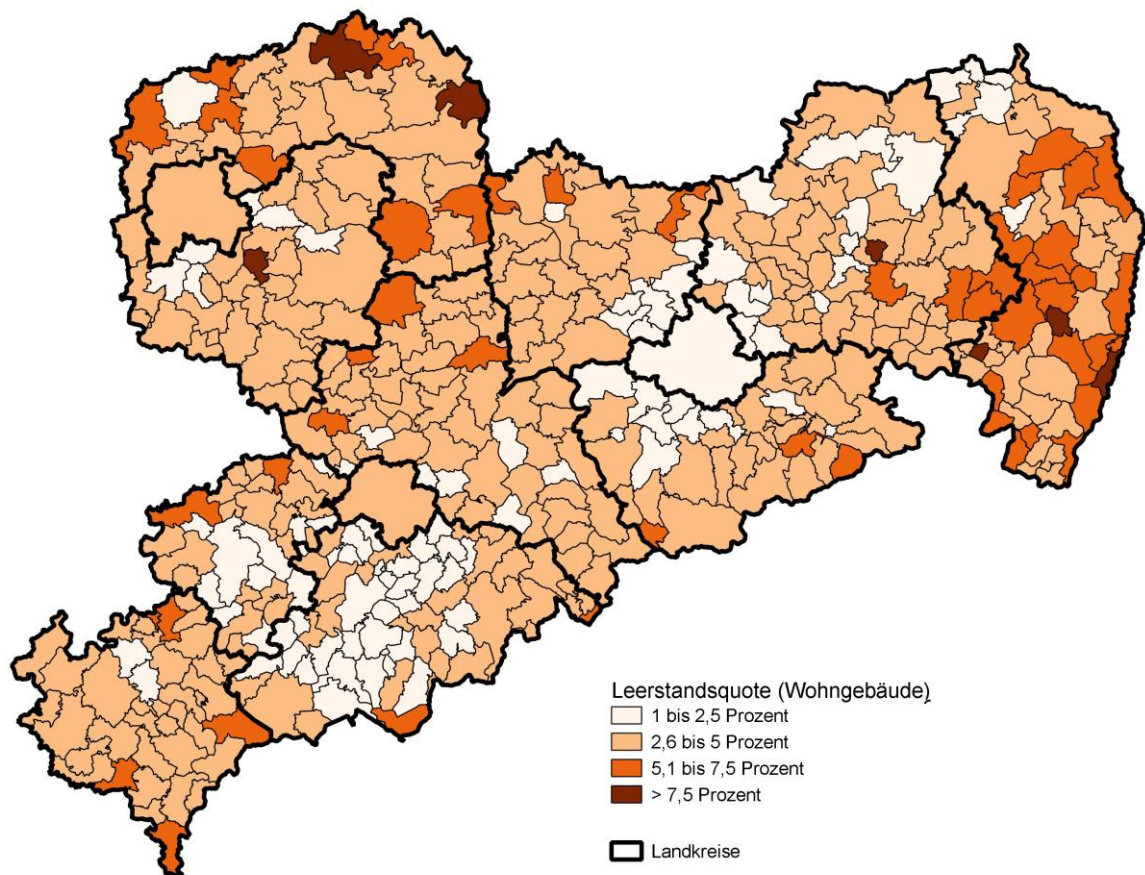 Leerstandsquote (Wohngebäude)
1 bis 2,5 Prozent
2,6 bis 5 Prozent
5,1 bis 7,5 Prozent
> 7,5 Prozent
Landkreise